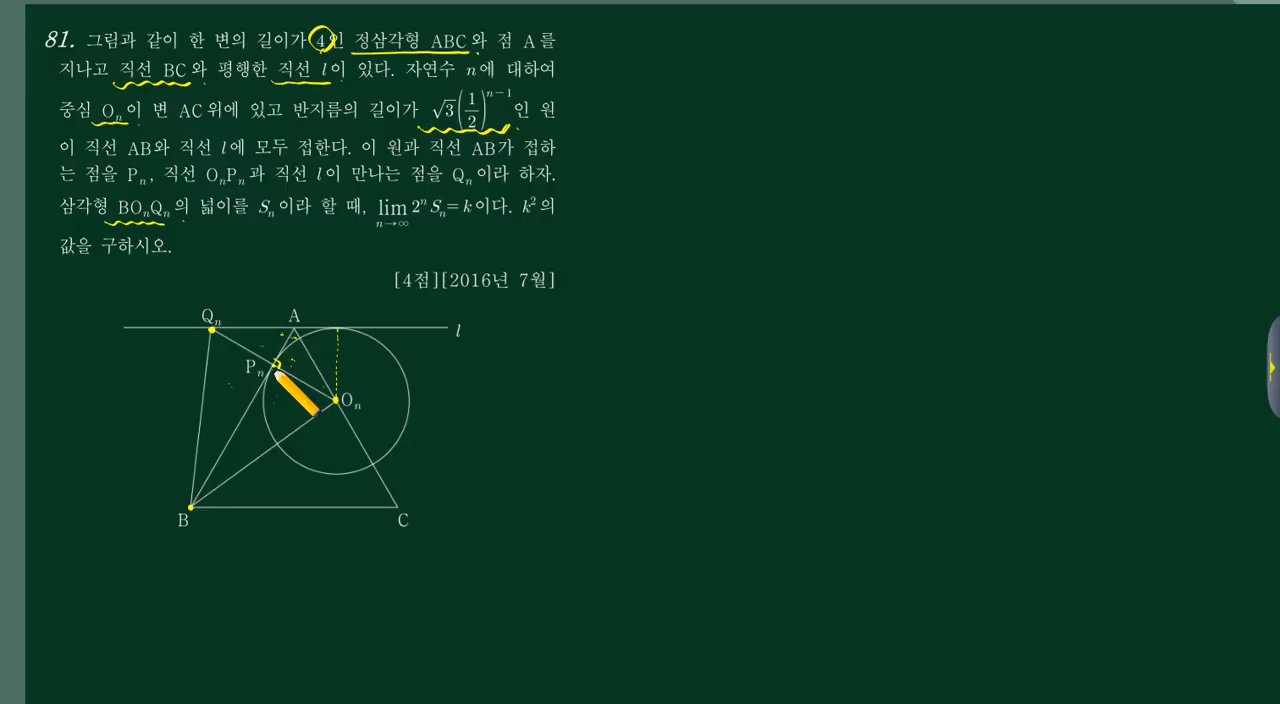 81. 그림과 같이 한 변의 길이가 4인 정삼각형 ABC와 점 A를
지나고 직선 BC와 평행한 직선 l이 있다. 자연수 n에 대하여
중심 Oₙ이 변 AC위에 있고 반지름의 길이가 √3(1/2)ⁿ⁻¹인 원
이 직선 AB와 직선 l에 모두 접한다. 이 원과 직선 AB가 접하
는 점을 Pₙ, 직선 OₙPₙ과 직선 l이 만나는 점을 Qₙ이라 하자.
삼각형 BOₙQₙ의 넓이를 Sₙ이라 할 때, lim n→∞ 2ⁿSₙ=k이다. k²의
값을 구하시오.
[4점][2016년 7월]
Qₙ A
l
Pₙ
Oₙ
B C